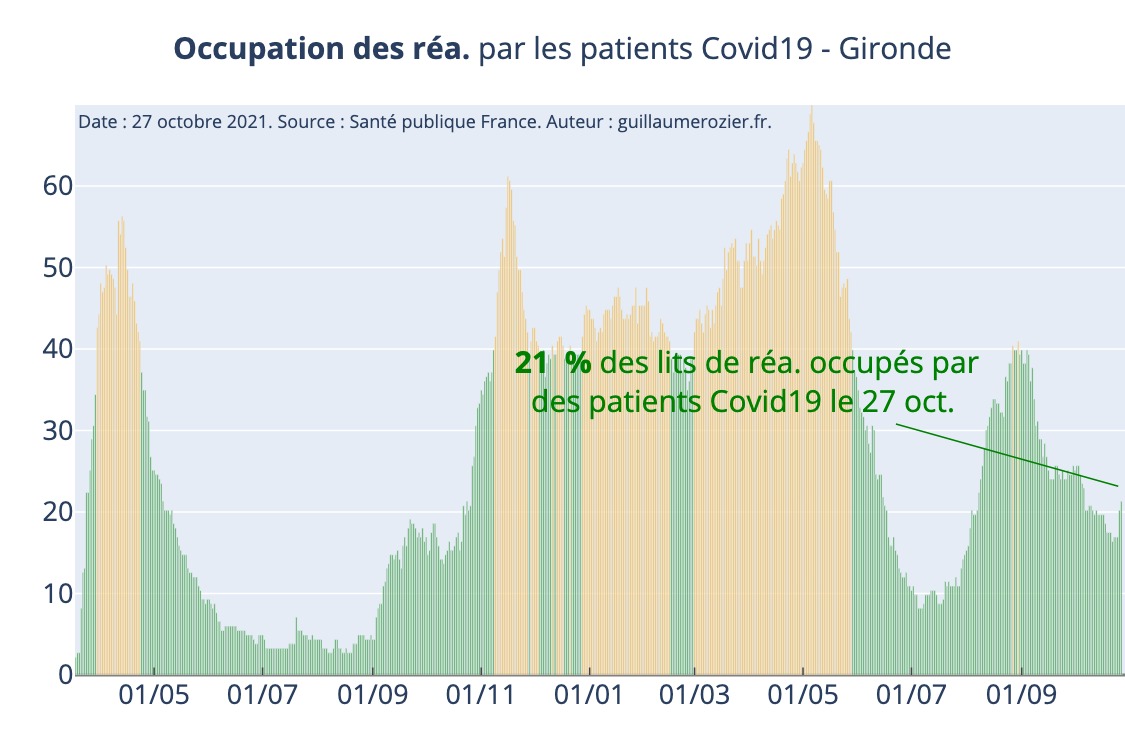 Occupation des réa. par les patients Covid19 - Gironde
Date : 27 octobre 2021. Source : Santé publique France. Auteur : guillaumerozier.fr.
60
50
40
21 % des lits de réa. occupés par
des patients Covid19 le 27 oct.
30
20
10
0
01/05 01/07 01/09 01/11 01/01 01/03 01/05 01/07 01/09